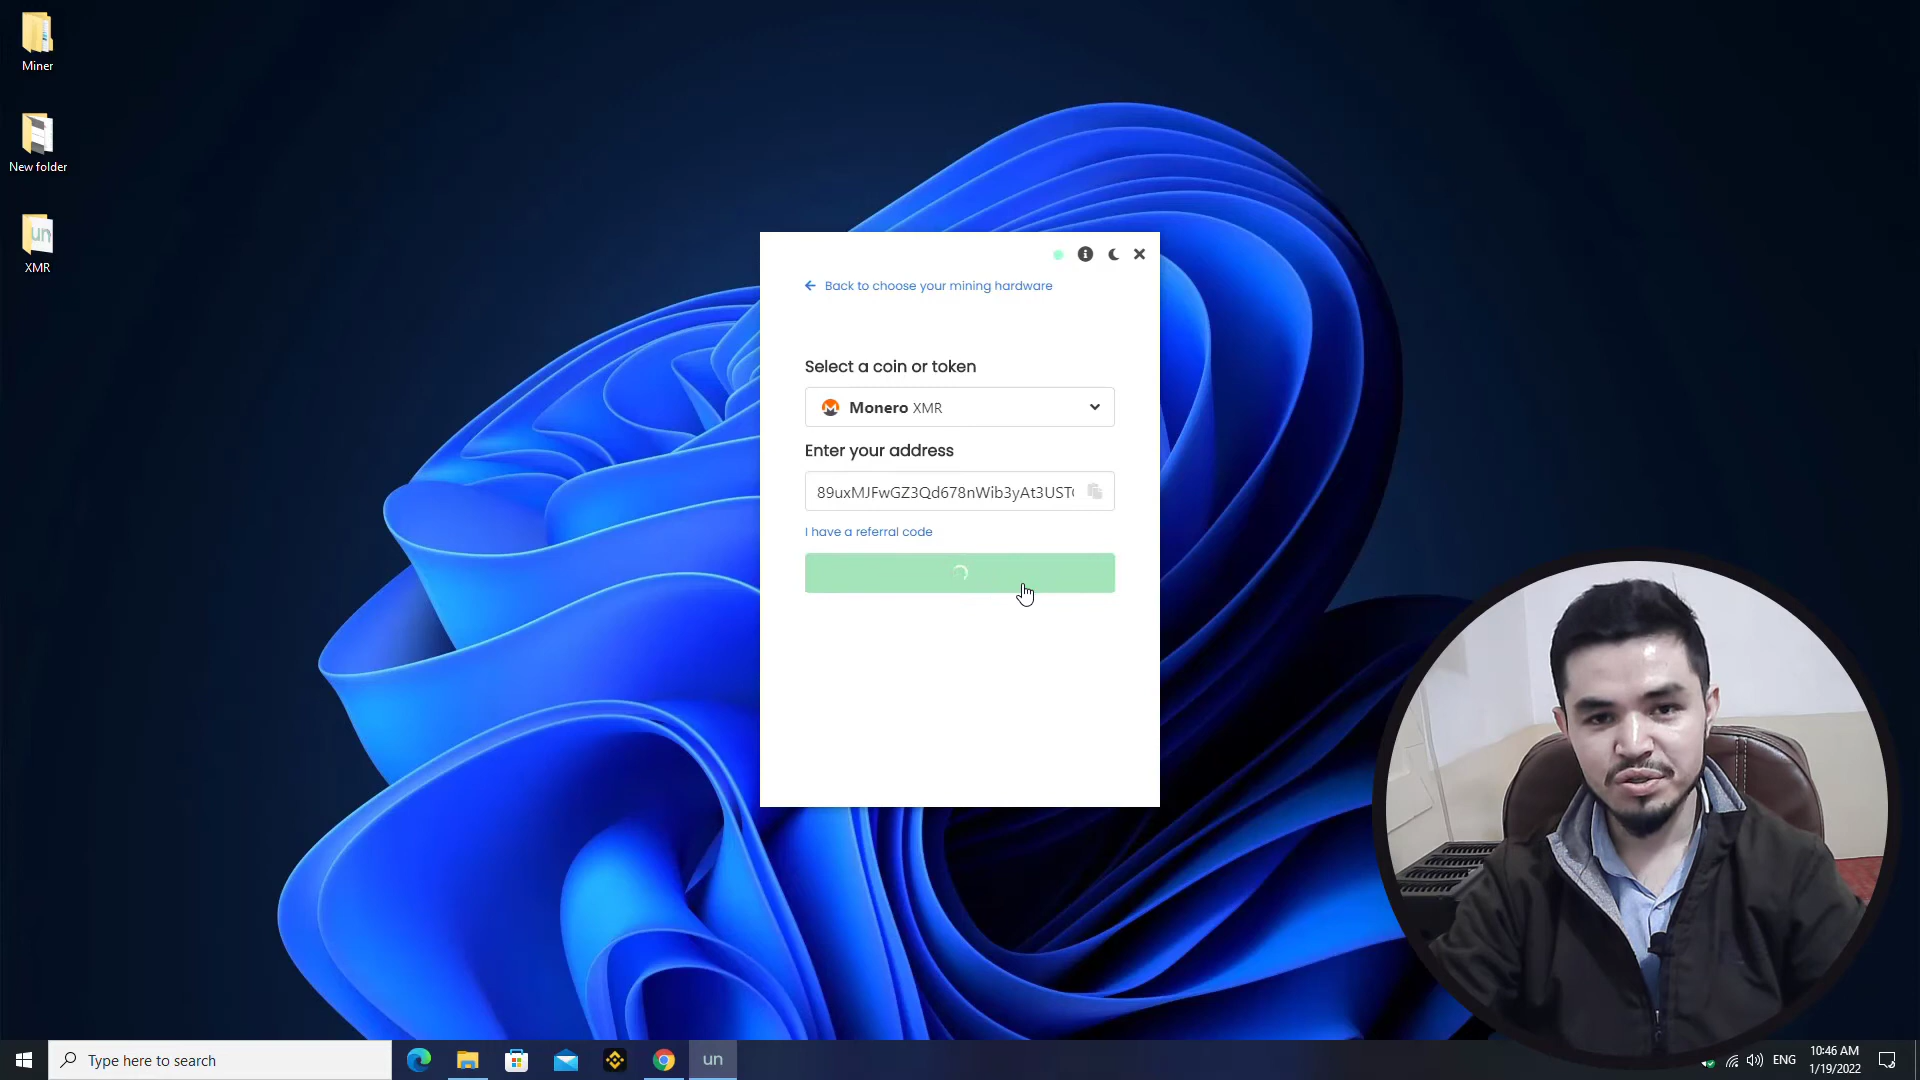 Miner
New folder
un
XMR
Back to choose your mining hardware
Select a coin or token
Monero XMR
Enter your address
89uxMJFwGZ3Qd678nWib3yAt3UST
I have a referral code
Type here to search
un
ENG
10:46 AM
1/19/2022